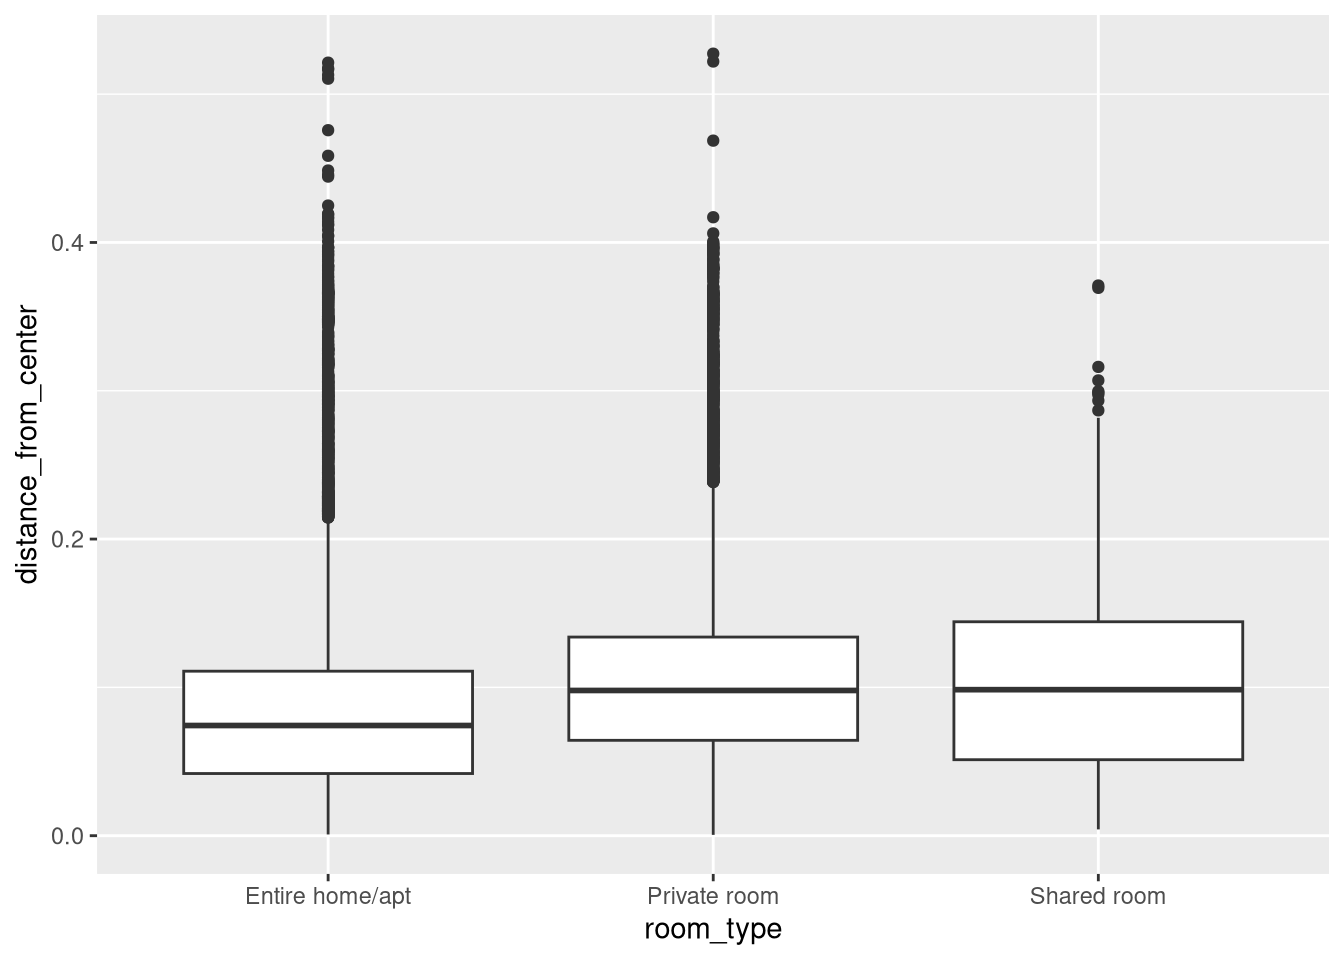 distance_from_center
0.4
0.2
0.0
Entire home/apt
Private room
Shared room
room_type